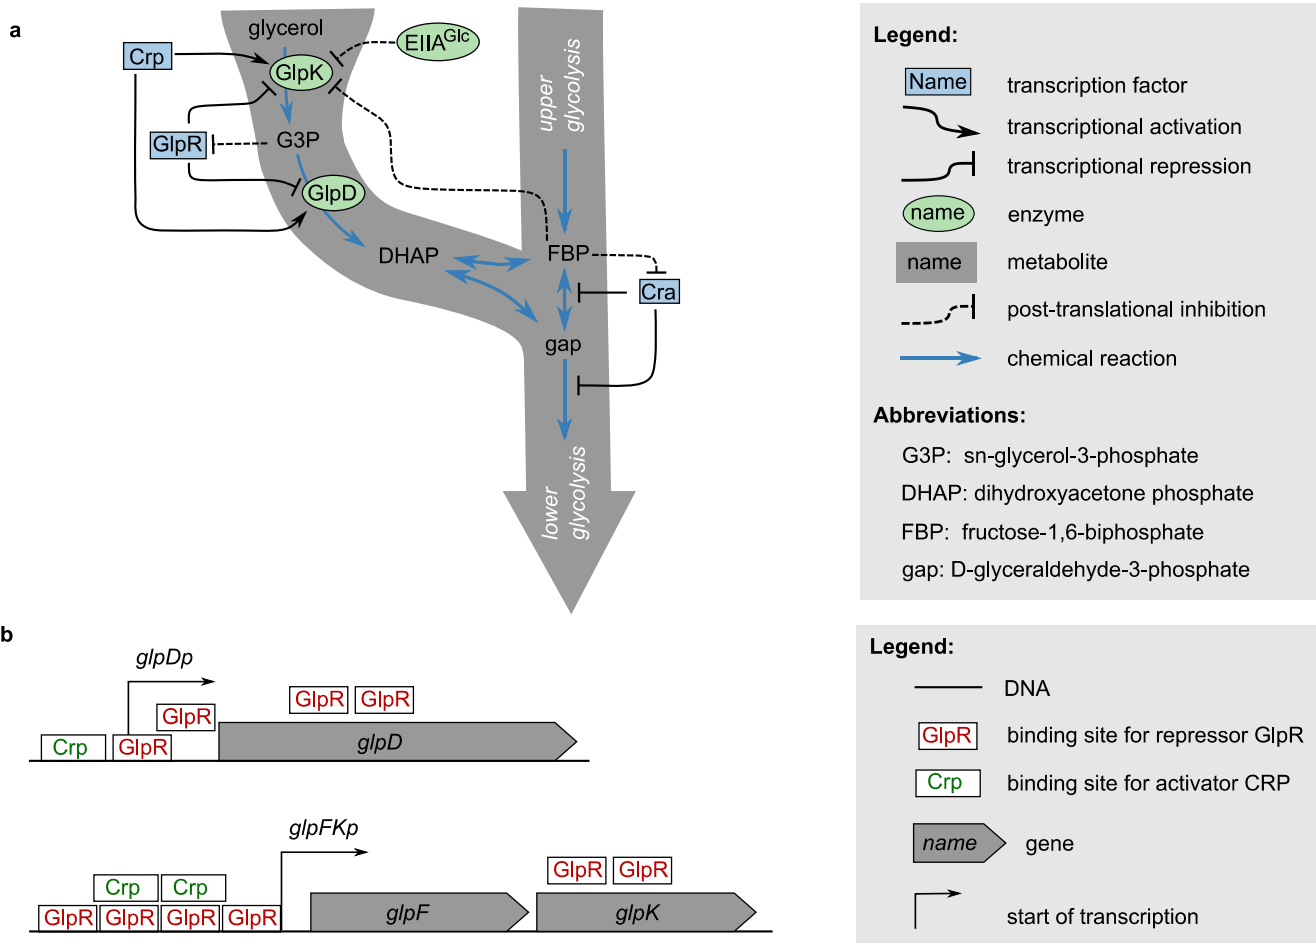 a
glycerol
Crp
GlpK
EIIAGlc
GlpR
G3P
GlpD
DHAP
FBP
Cra
gap
upper
glycolysis
lower
glycolysis
Legend:
Name transcription factor
transcriptional activation
transcriptional repression
name enzyme
name metabolite
post-translational inhibition
chemical reaction
Abbreviations:
G3P: sn-glycerol-3-phosphate
DHAP: dihydroxyacetone phosphate
FBP: fructose-1,6-biphosphate
gap: D-glyceraldehyde-3-phosphate
b
glpDp
GlpR GlpR
GlpR
Crp GlpR glpD
glpFKp
GlpR GlpR
Crp Crp
GlpR GlpR GlpR GlpR glpF glpK
Legend:
DNA
GlpR binding site for repressor GlpR
Crp binding site for activator CRP
name gene
start of transcription